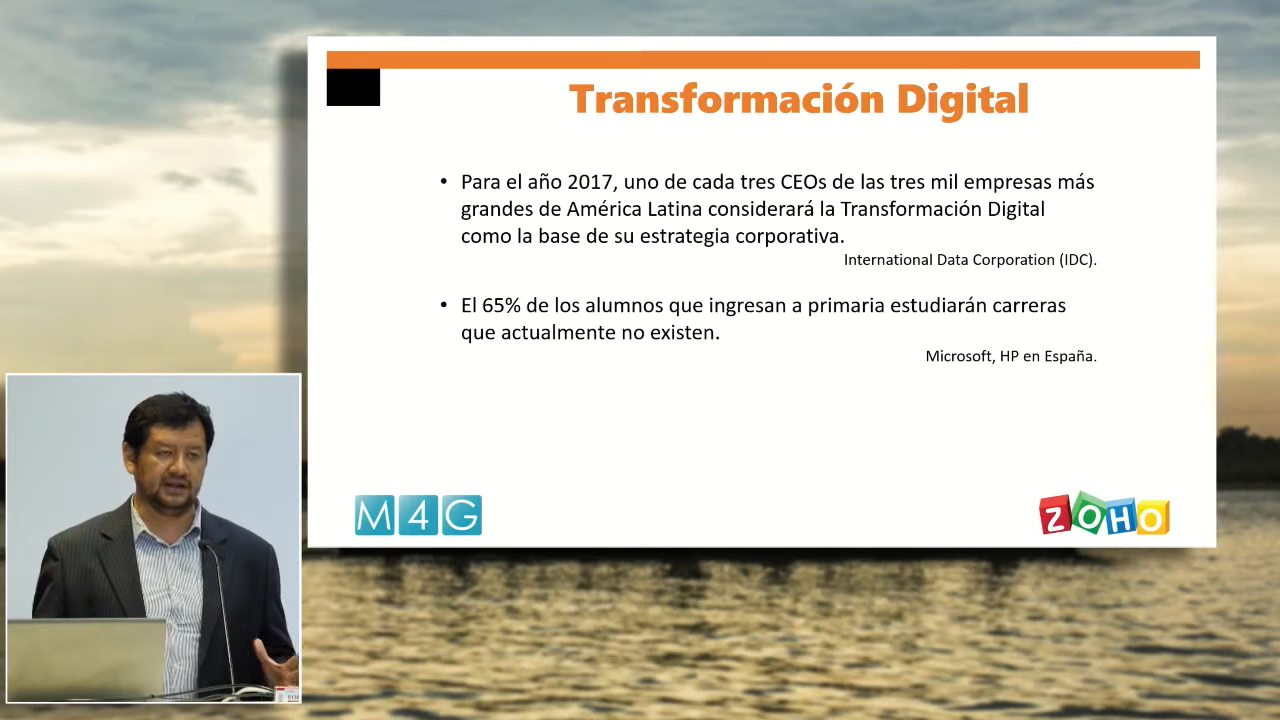 Transformación Digital
• Para el año 2017, uno de cada tres CEOs de las tres mil empresas más
grandes de América Latina considerará la Transformación Digital
como la base de su estrategia corporativa.
International Data Corporation (IDC).
• El 65% de los alumnos que ingresan a primaria estudiarán carreras
que actualmente no existen.
Microsoft, HP en España.
M4G
ZOHO